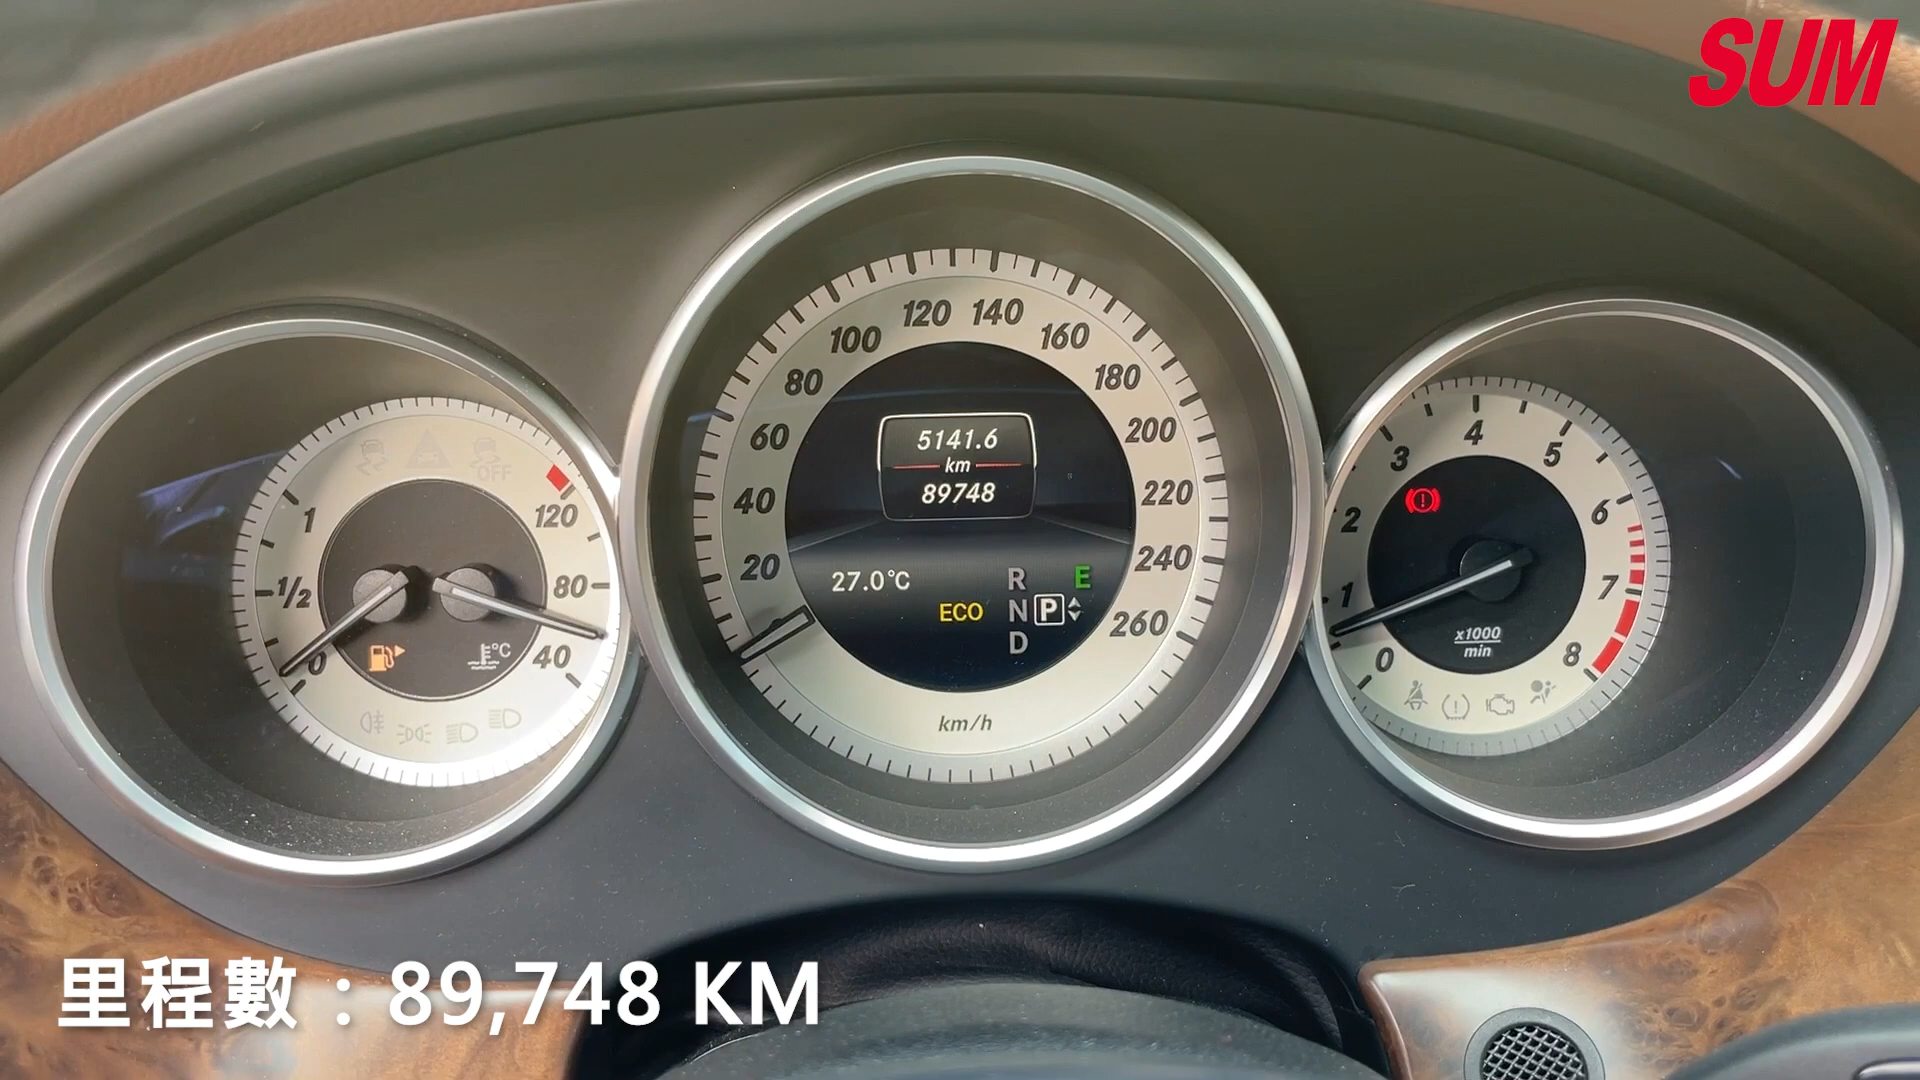 SUM
120 140
100 160
80 180
60 200
40 220
20 240
260
5141.6
km
89748
27.0°C
ECO
R
N P
D
E
km/h
OFF
1
1/2
0
120
80
40
°C
4
3 5
2 6
1 7
0 8
x1000
min
里程數：89,748 KM